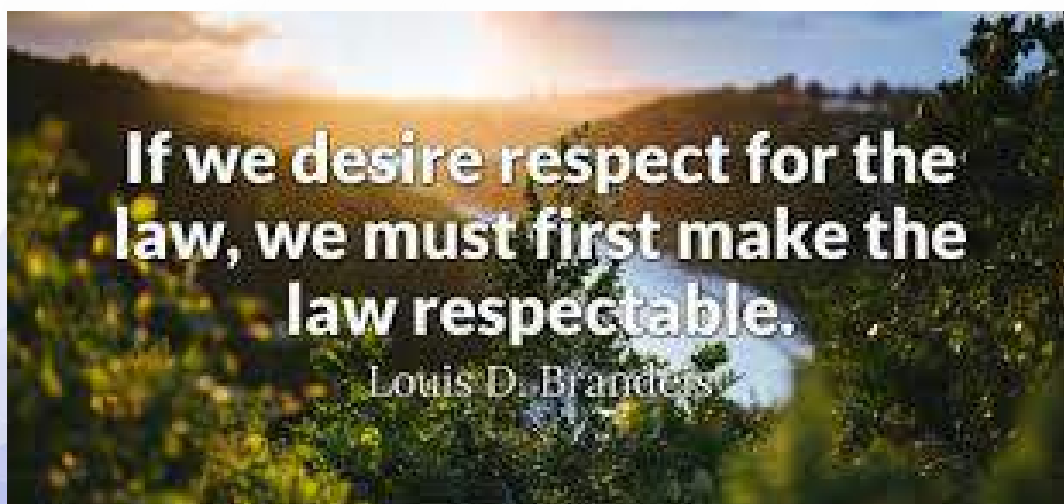 If we desire respect for the
law, we must first make the
law respectable.
Louis D. Brandeis